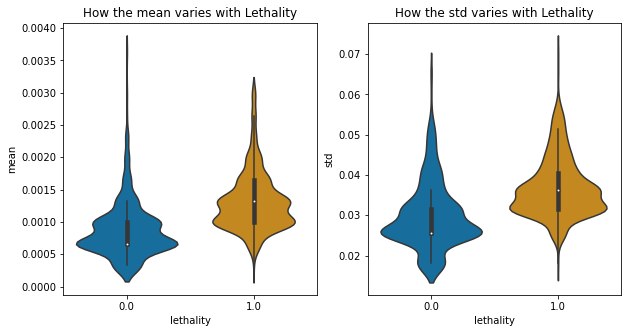 How the mean varies with Lethality
mean
0.0040
0.0035
0.0030
0.0025
0.0020
0.0015
0.0010
0.0005
0.0000
0.0 1.0
lethality
How the std varies with Lethality
std
0.07
0.06
0.05
0.04
0.03
0.02
0.0 1.0
lethality